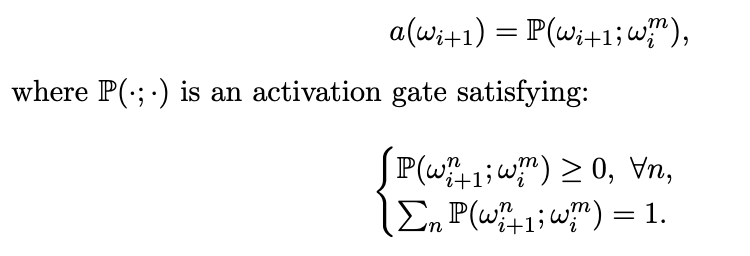 a(ω_{i+1}) = ℙ(ω_{i+1}; ω_i^m),
where ℙ(·; ·) is an activation gate satisfying:
{ ℙ(ω_{i+1}^n; ω_i^m) ≥ 0, ∀n,
∑_n ℙ(ω_{i+1}^n; ω_i^m) = 1.